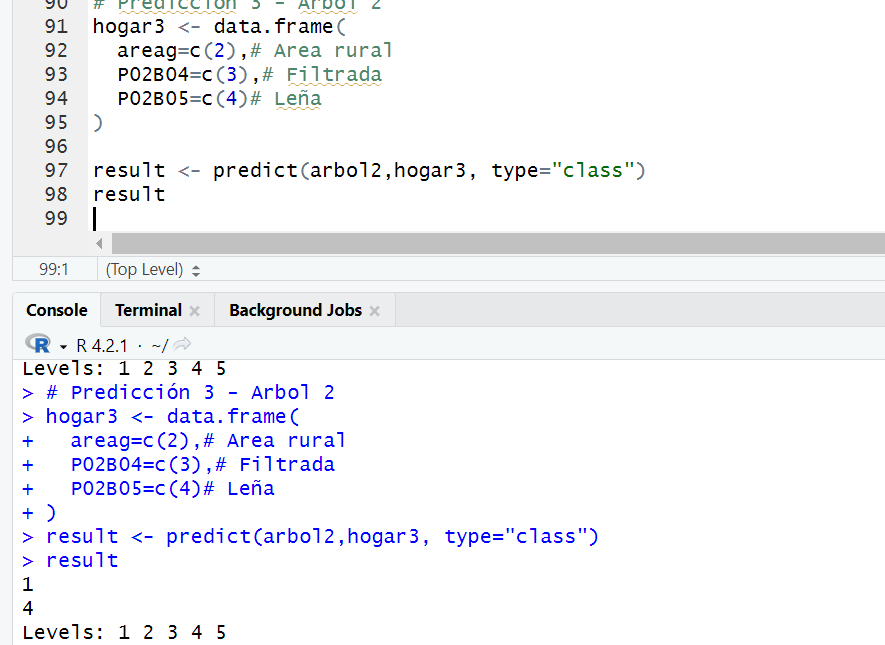 90 # Predicción 3 - Arbol 2
91 hogar3 <- data.frame(
92   areag=c(2),# Area rural
93   P02B04=c(3),# Filtrada
94   P02B05=c(4)# Leña
95 )
96
97 result <- predict(arbol2,hogar3, type="class")
98 result
99
99:1 (Top Level)
Console Terminal Background Jobs
R R 4.2.1 · ~/
Levels: 1 2 3 4 5
> # Predicción 3 - Arbol 2
> hogar3 <- data.frame(
+   areag=c(2),# Area rural
+   P02B04=c(3),# Filtrada
+   P02B05=c(4)# Leña
+ )
> result <- predict(arbol2,hogar3, type="class")
> result
1
4
Levels: 1 2 3 4 5